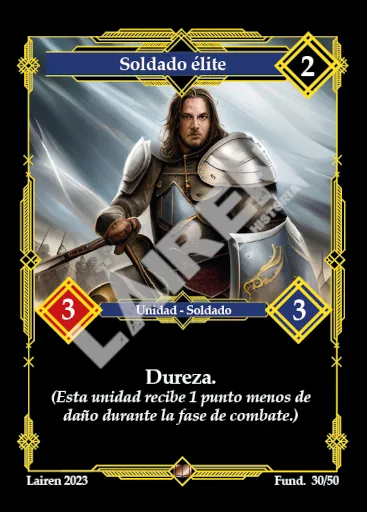 Soldado élite
2
LAIREN
HISTORIA
3
Unidad - Soldado
3
Dureza.
(Esta unidad recibe 1 punto menos de
daño durante la fase de combate.)
Lairen 2023
Fund. 30/50